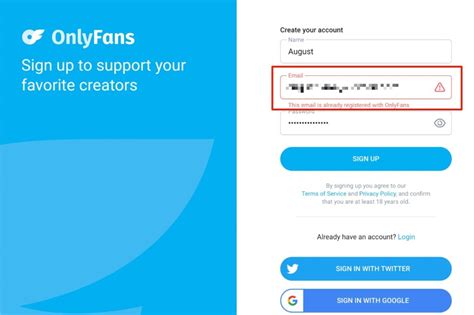 OnlyFans
Sign up to support your
favorite creators
Create your account
Name
August
Email
This email is already registered with OnlyFans
Password
SIGN UP
By signing up you agree to our
Terms of Service and Privacy Policy, and confirm
that you are at least 18 years old.
Already have an account? Login
SIGN IN WITH TWITTER
G
SIGN IN WITH GOOGLE